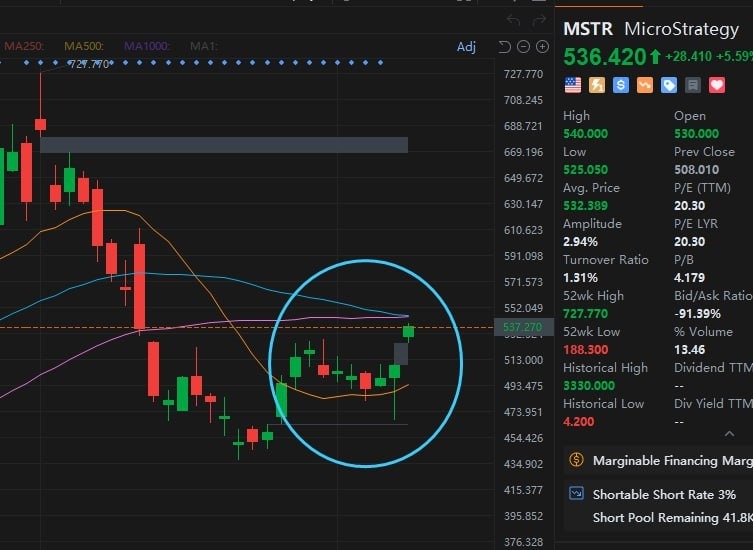 MA250: MA500: MA1000: MA1:
Adj
727.770
727.770
708.245
688.721
669.196
649.672
630.147
610.623
591.098
571.573
552.049
537.270
513.000
493.475
473.951
454.426
434.902
415.377
395.852
376.328
MSTR MicroStrategy
536.420 +28.410 +5.59%
High Open
540.000 530.000
Low Prev Close
525.050 508.010
Avg. Price P/E (TTM)
532.389 20.30
Amplitude P/E LYR
2.94% 20.30
Turnover Ratio P/B
1.31% 4.179
52wk High Bid/Ask Ratio
727.770 -91.39%
52wk Low % Volume
188.300 13.46
Historical High Dividend TTM
3330.000 --
Historical Low Div Yield TTM
4.200 --
Marginable Financing Marg
Shortable Short Rate 3%
Short Pool Remaining 41.8K